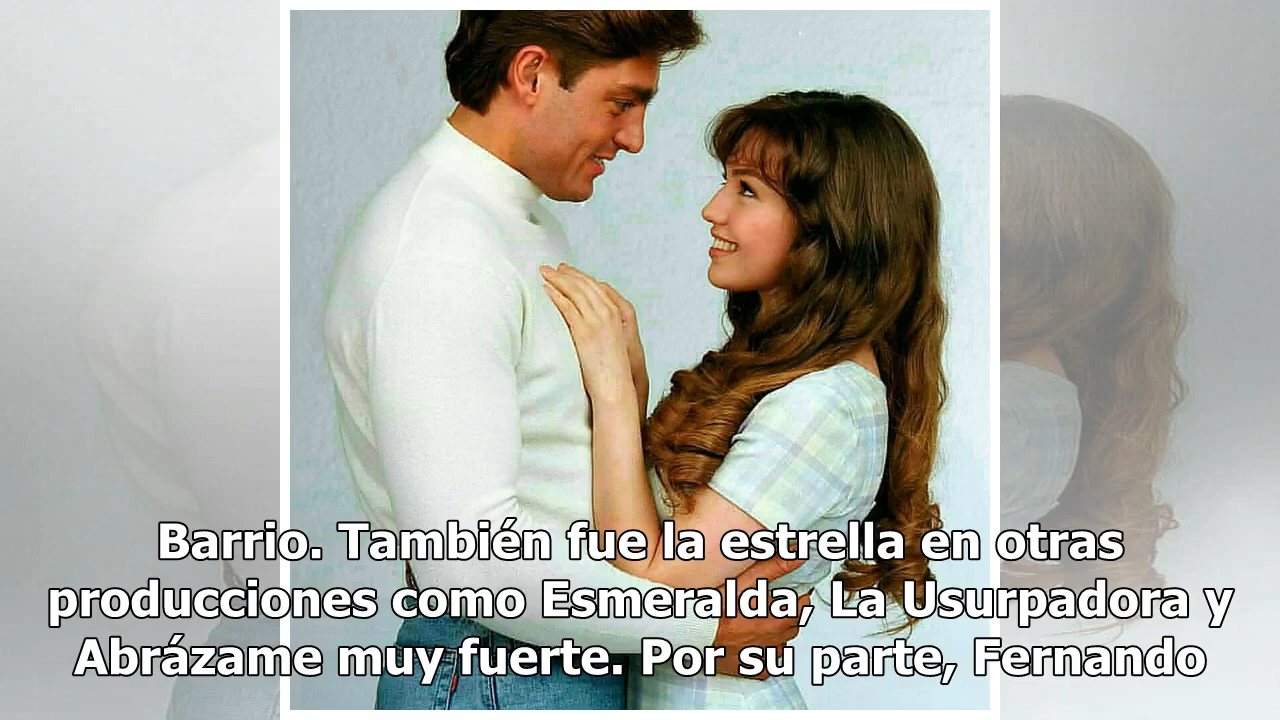 Barrio. También fue la estrella en otras
producciones como Esmeralda, La Usurpadora y
Abrázame muy fuerte. Por su parte, Fernando